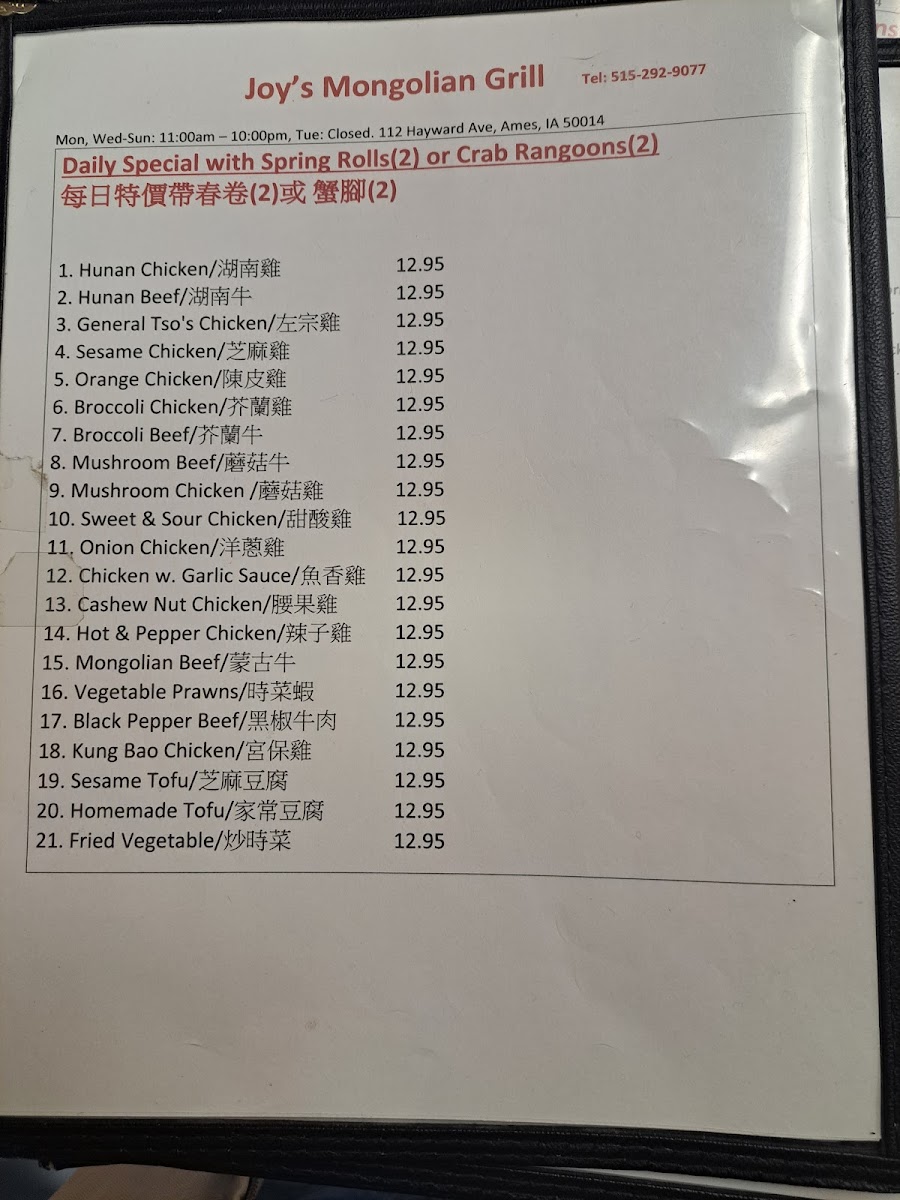 Joy's Mongolian Grill Tel: 515-292-9077
Mon, Wed-Sun: 11:00am – 10:00pm, Tue: Closed. 112 Hayward Ave, Ames, IA 50014
Daily Special with Spring Rolls(2) or Crab Rangoons(2)
每日特價帶春卷(2)或 蟹腳(2)
1. Hunan Chicken/湖南雞 12.95
2. Hunan Beef/湖南牛 12.95
3. General Tso's Chicken/左宗雞 12.95
4. Sesame Chicken/芝麻雞 12.95
5. Orange Chicken/陳皮雞 12.95
6. Broccoli Chicken/芥蘭雞 12.95
7. Broccoli Beef/芥蘭牛 12.95
8. Mushroom Beef/蘑菇牛 12.95
9. Mushroom Chicken /蘑菇雞 12.95
10. Sweet & Sour Chicken/甜酸雞 12.95
11. Onion Chicken/洋蔥雞 12.95
12. Chicken w. Garlic Sauce/魚香雞 12.95
13. Cashew Nut Chicken/腰果雞 12.95
14. Hot & Pepper Chicken/辣子雞 12.95
15. Mongolian Beef/蒙古牛 12.95
16. Vegetable Prawns/時菜蝦 12.95
17. Black Pepper Beef/黑椒牛肉 12.95
18. Kung Bao Chicken/宮保雞 12.95
19. Sesame Tofu/芝麻豆腐 12.95
20. Homemade Tofu/家常豆腐 12.95
21. Fried Vegetable/炒時菜 12.95